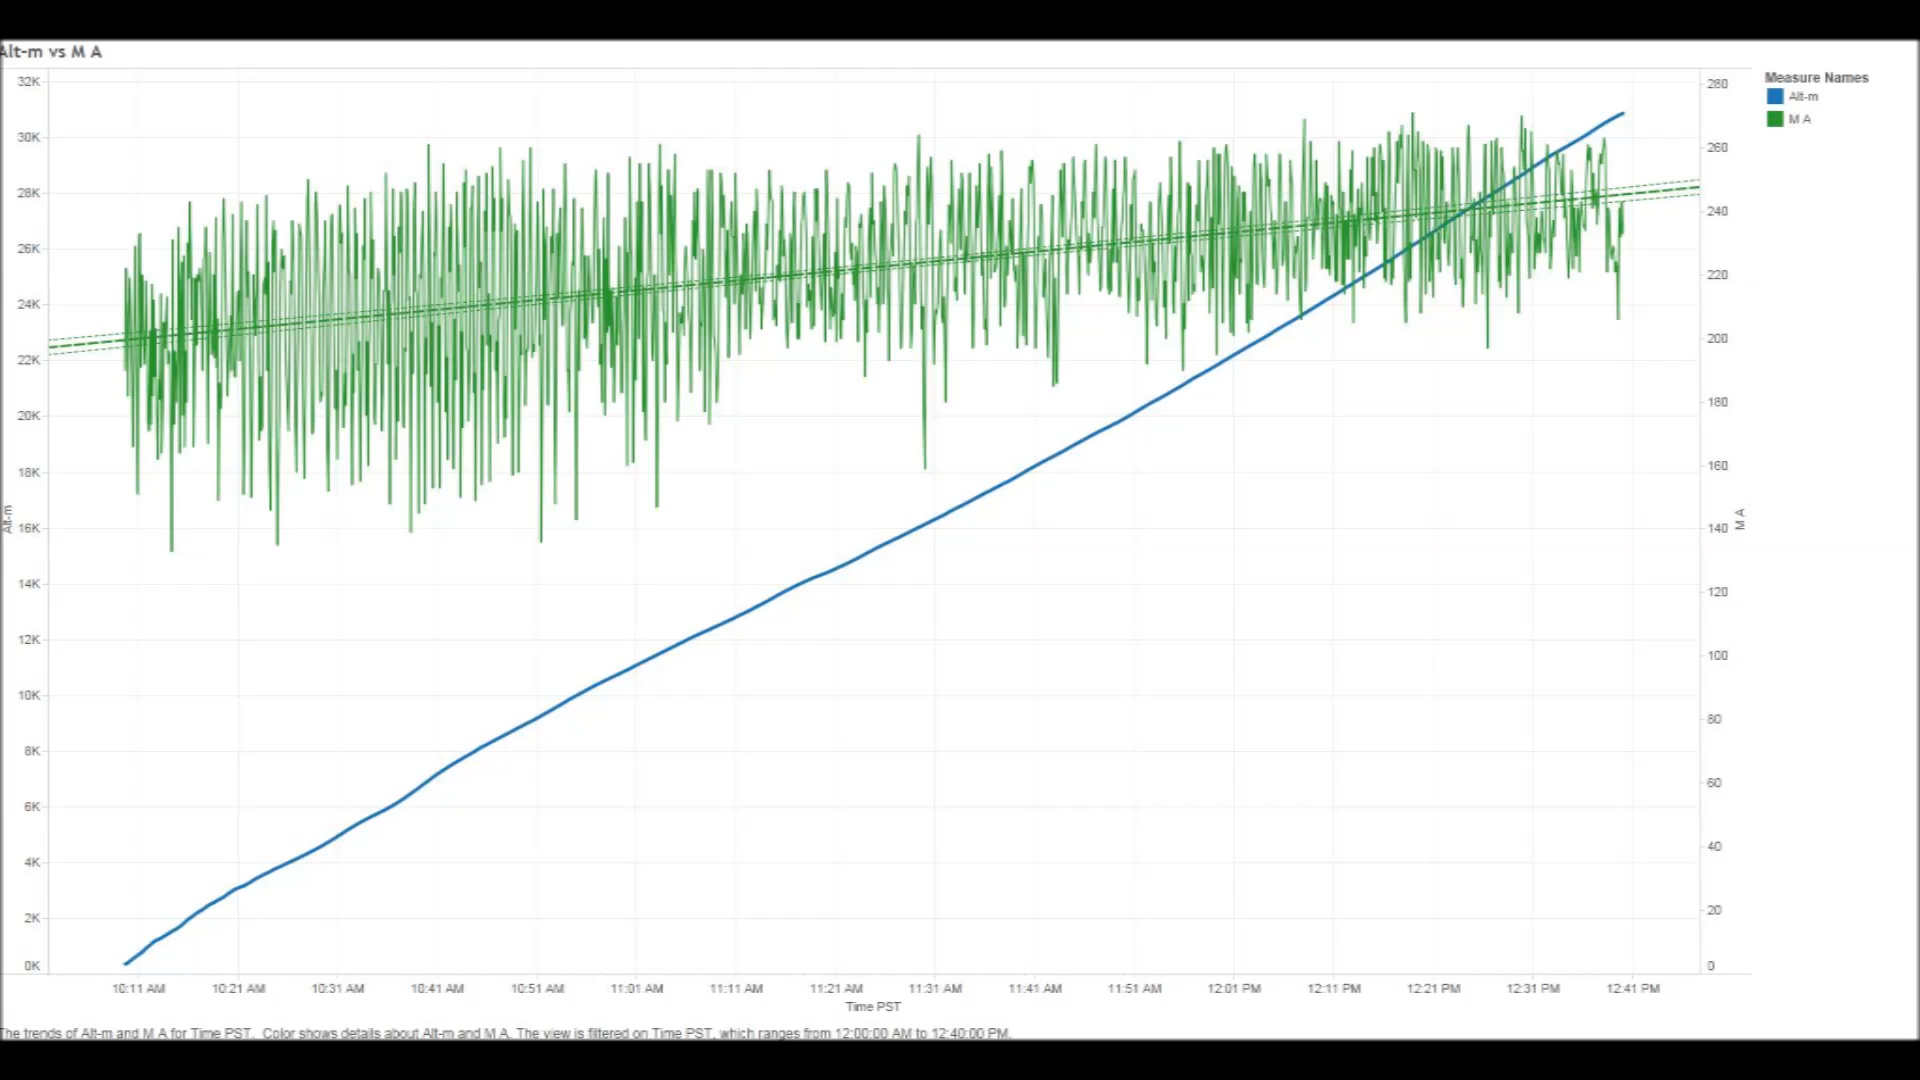 Alt-m vs M A
Measure Names
Alt-m
M A
32K
30K
28K
26K
24K
22K
20K
18K
16K
14K
12K
10K
8K
6K
4K
2K
0K
Alt-m
280
260
240
220
200
180
160
140
120
100
80
60
40
20
0
M A
10:11 AM 10:21 AM 10:31 AM 10:41 AM 10:51 AM 11:01 AM 11:11 AM 11:21 AM 11:31 AM 11:41 AM 11:51 AM 12:01 PM 12:11 PM 12:21 PM 12:31 PM 12:41 PM
Time PST
The trends of Alt-m and M A for Time PST. Color shows details about Alt-m and M A. The view is filtered on Time PST, which ranges from 12:00:00 AM to 12:40:00 PM.